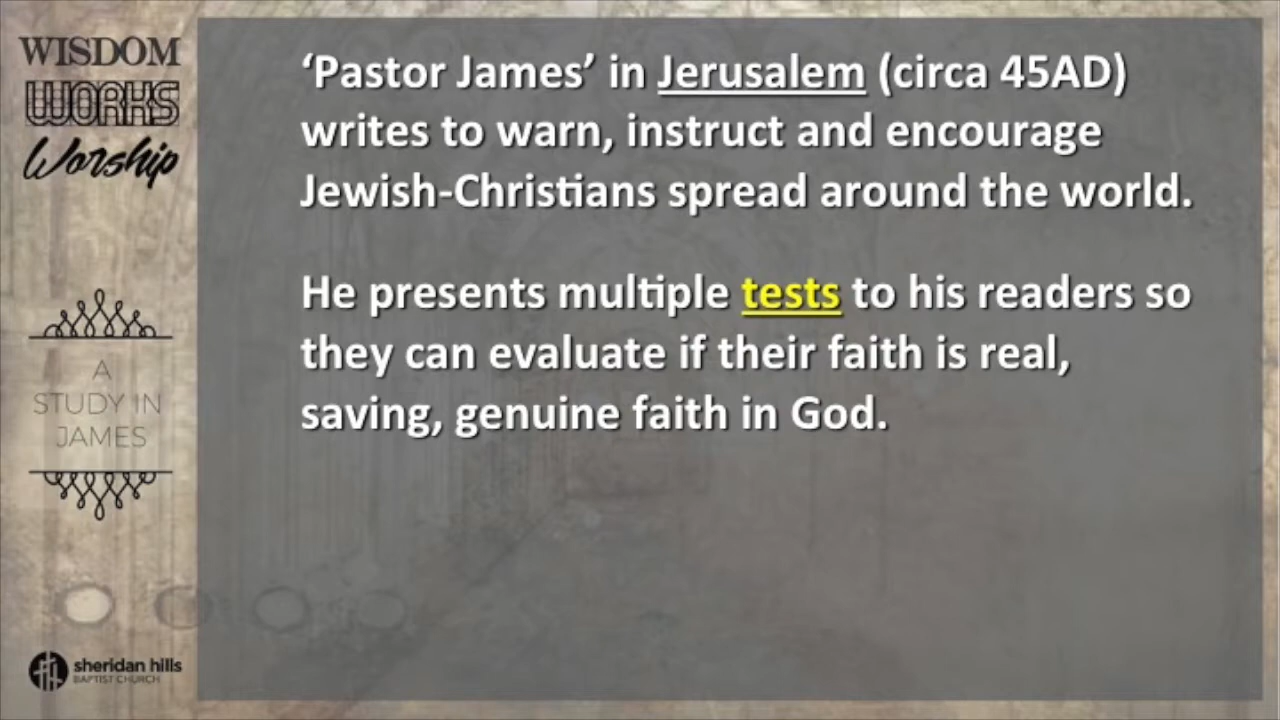 WISDOM
WORKS
Worship
A
STUDY IN
JAMES
sheridan hills
BAPTIST CHURCH
‘Pastor James’ in Jerusalem (circa 45AD)
writes to warn, instruct and encourage
Jewish-Christians spread around the world.
He presents multiple tests to his readers so
they can evaluate if their faith is real,
saving, genuine faith in God.